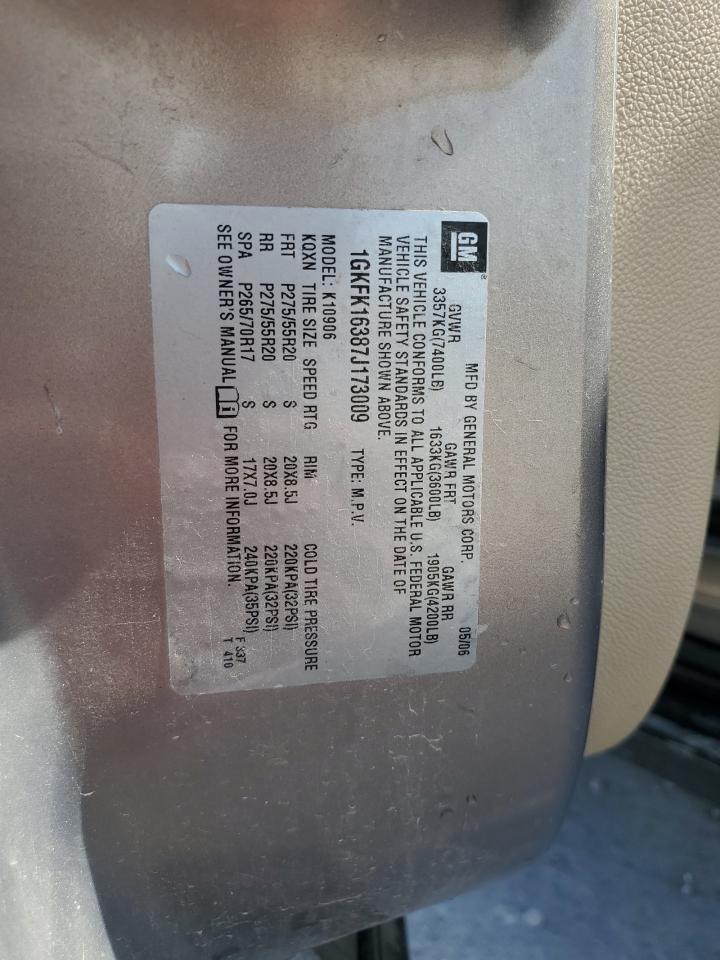 GM®
MFD BY GENERAL MOTORS CORP. 05/06
GVWR GAWR FRT GAWR RR
3357KG(7400LB) 1633KG(3600LB) 1905KG(4200LB)
THIS VEHICLE CONFORMS TO ALL APPLICABLE U.S. FEDERAL MOTOR
VEHICLE SAFETY STANDARDS IN EFFECT ON THE DATE OF
MANUFACTURE SHOWN ABOVE.
1GKFK16387J173009 TYPE: M.P.V.
MODEL: K10906
KQXN TIRE SIZE SPEED RTG RIM COLD TIRE PRESSURE
FRT P275/55R20 S 20X8.5J 220KPA(32PSI)
RR P275/55R20 S 20X8.5J 220KPA(32PSI)
SPA P265/70R17 S 17X7.0J 240KPA(35PSI)
SEE OWNER'S MANUAL FOR MORE INFORMATION.
F 337
T 410